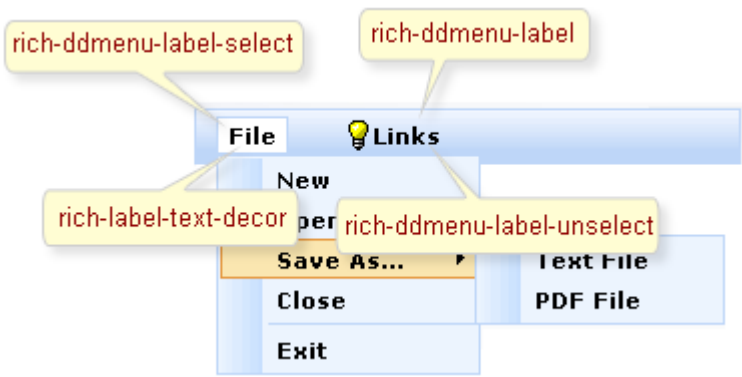 rich-ddmenu-label-select
rich-ddmenu-label
File
Links
New
rich-label-text-decor
rich-ddmenu-label-unselect
Save As...
Text File
Close
PDF File
Exit